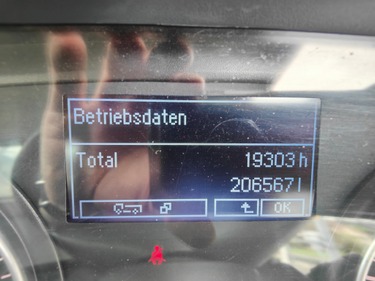 Betriebsdaten
Total 19303 h
206567 l
OK